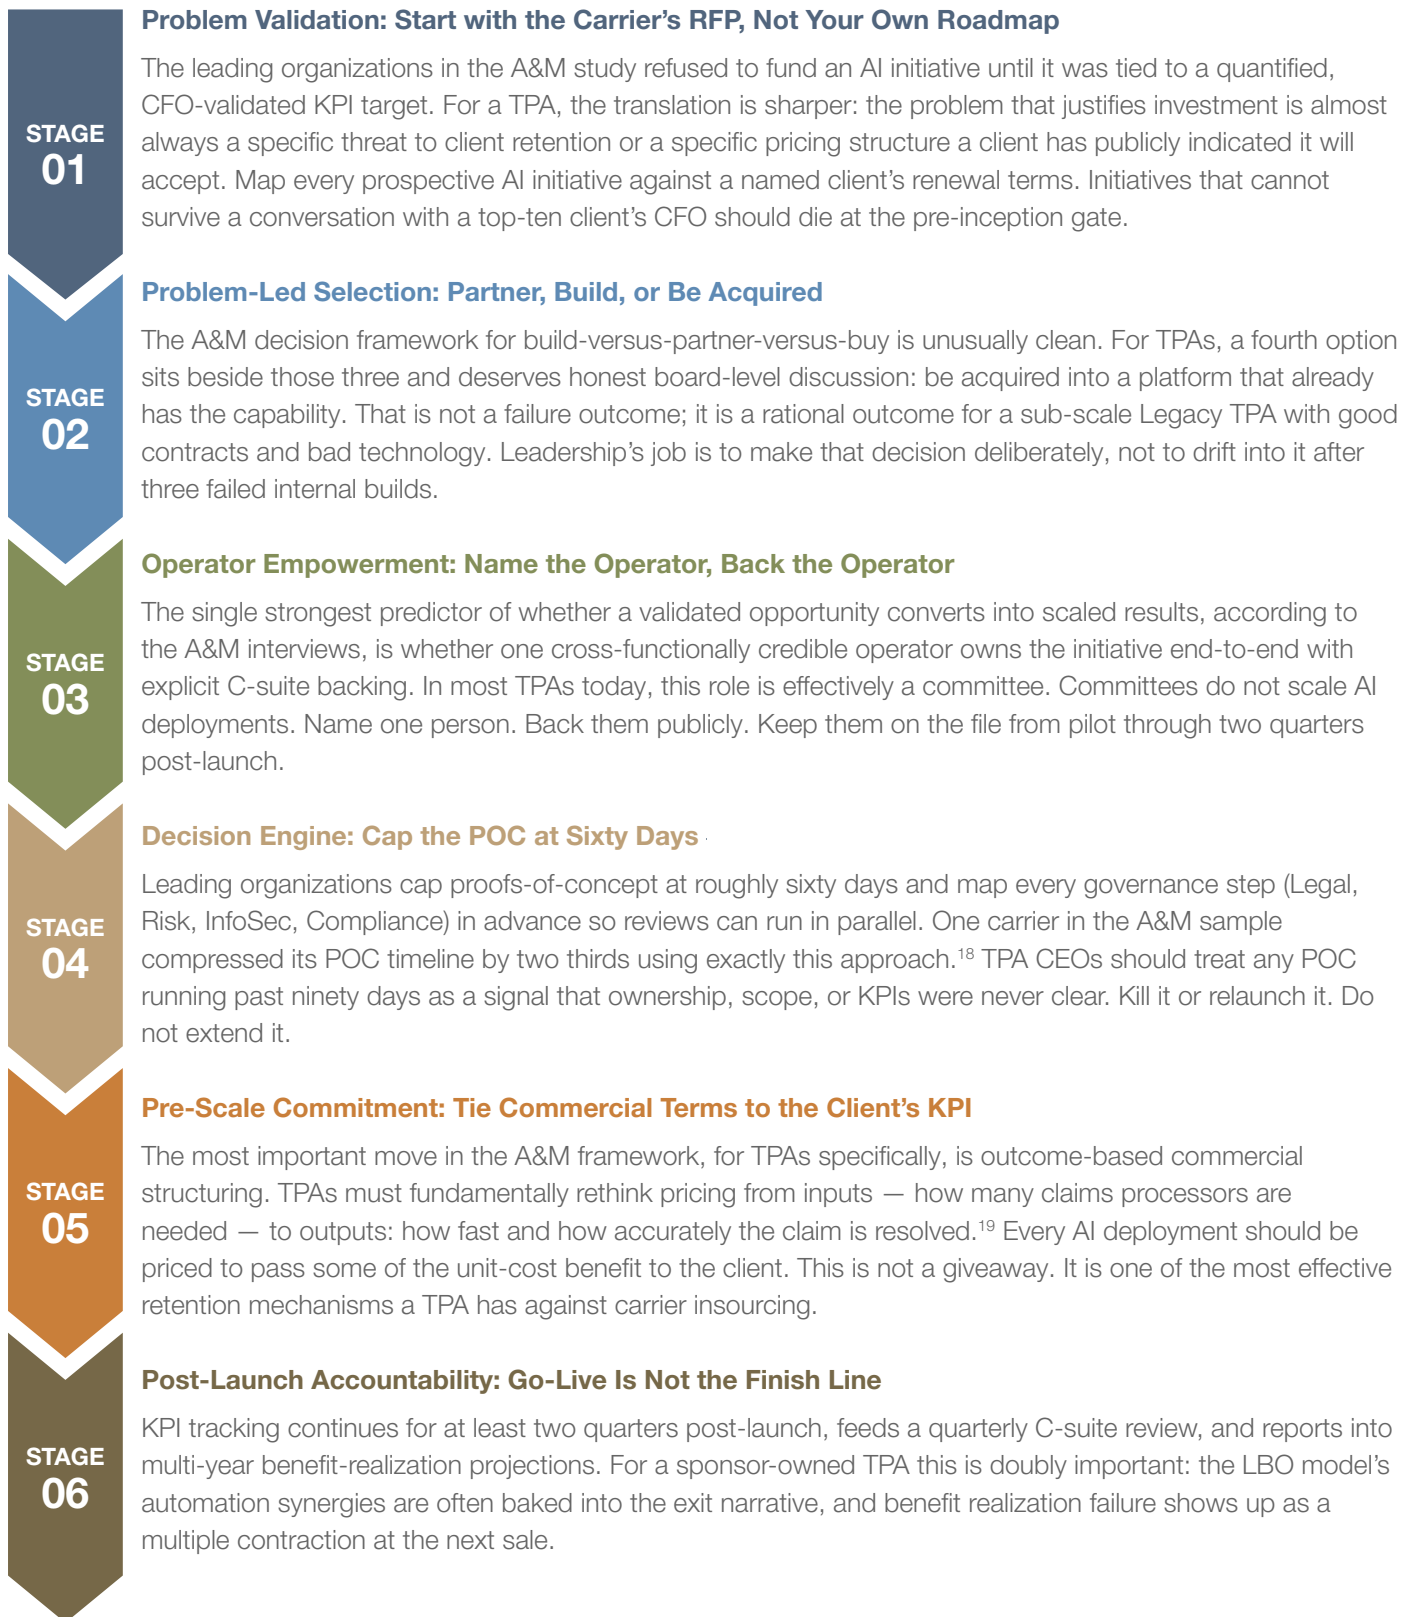 Problem Validation: Start with the Carrier’s RFP, Not Your Own Roadmap
STAGE
01
The leading organizations in the A&M study refused to fund an AI initiative until it was tied to a quantified,
CFO-validated KPI target. For a TPA, the translation is sharper: the problem that justifies investment is almost
always a specific threat to client retention or a specific pricing structure a client has publicly indicated it will
accept. Map every prospective AI initiative against a named client’s renewal terms. Initiatives that cannot
survive a conversation with a top-ten client’s CFO should die at the pre-inception gate.
Problem-Led Selection: Partner, Build, or Be Acquired
STAGE
02
The A&M decision framework for build-versus-partner-versus-buy is unusually clean. For TPAs, a fourth option
sits beside those three and deserves honest board-level discussion: be acquired into a platform that already
has the capability. That is not a failure outcome; it is a rational outcome for a sub-scale Legacy TPA with good
contracts and bad technology. Leadership’s job is to make that decision deliberately, not to drift into it after
three failed internal builds.
Operator Empowerment: Name the Operator, Back the Operator
STAGE
03
The single strongest predictor of whether a validated opportunity converts into scaled results, according to
the A&M interviews, is whether one cross-functionally credible operator owns the initiative end-to-end with
explicit C-suite backing. In most TPAs today, this role is effectively a committee. Committees do not scale AI
deployments. Name one person. Back them publicly. Keep them on the file from pilot through two quarters
post-launch.
Decision Engine: Cap the POC at Sixty Days
STAGE
04
Leading organizations cap proofs-of-concept at roughly sixty days and map every governance step (Legal,
Risk, InfoSec, Compliance) in advance so reviews can run in parallel. One carrier in the A&M sample
compressed its POC timeline by two thirds using exactly this approach.18 TPA CEOs should treat any POC
running past ninety days as a signal that ownership, scope, or KPIs were never clear. Kill it or relaunch it. Do
not extend it.
Pre-Scale Commitment: Tie Commercial Terms to the Client’s KPI
STAGE
05
The most important move in the A&M framework, for TPAs specifically, is outcome-based commercial
structuring. TPAs must fundamentally rethink pricing from inputs — how many claims processors are
needed — to outputs: how fast and how accurately the claim is resolved.19 Every AI deployment should be
priced to pass some of the unit-cost benefit to the client. This is not a giveaway. It is one of the most effective
retention mechanisms a TPA has against carrier insourcing.
Post-Launch Accountability: Go-Live Is Not the Finish Line
STAGE
06
KPI tracking continues for at least two quarters post-launch, feeds a quarterly C-suite review, and reports into
multi-year benefit-realization projections. For a sponsor-owned TPA this is doubly important: the LBO model’s
automation synergies are often baked into the exit narrative, and benefit realization failure shows up as a
multiple contraction at the next sale.